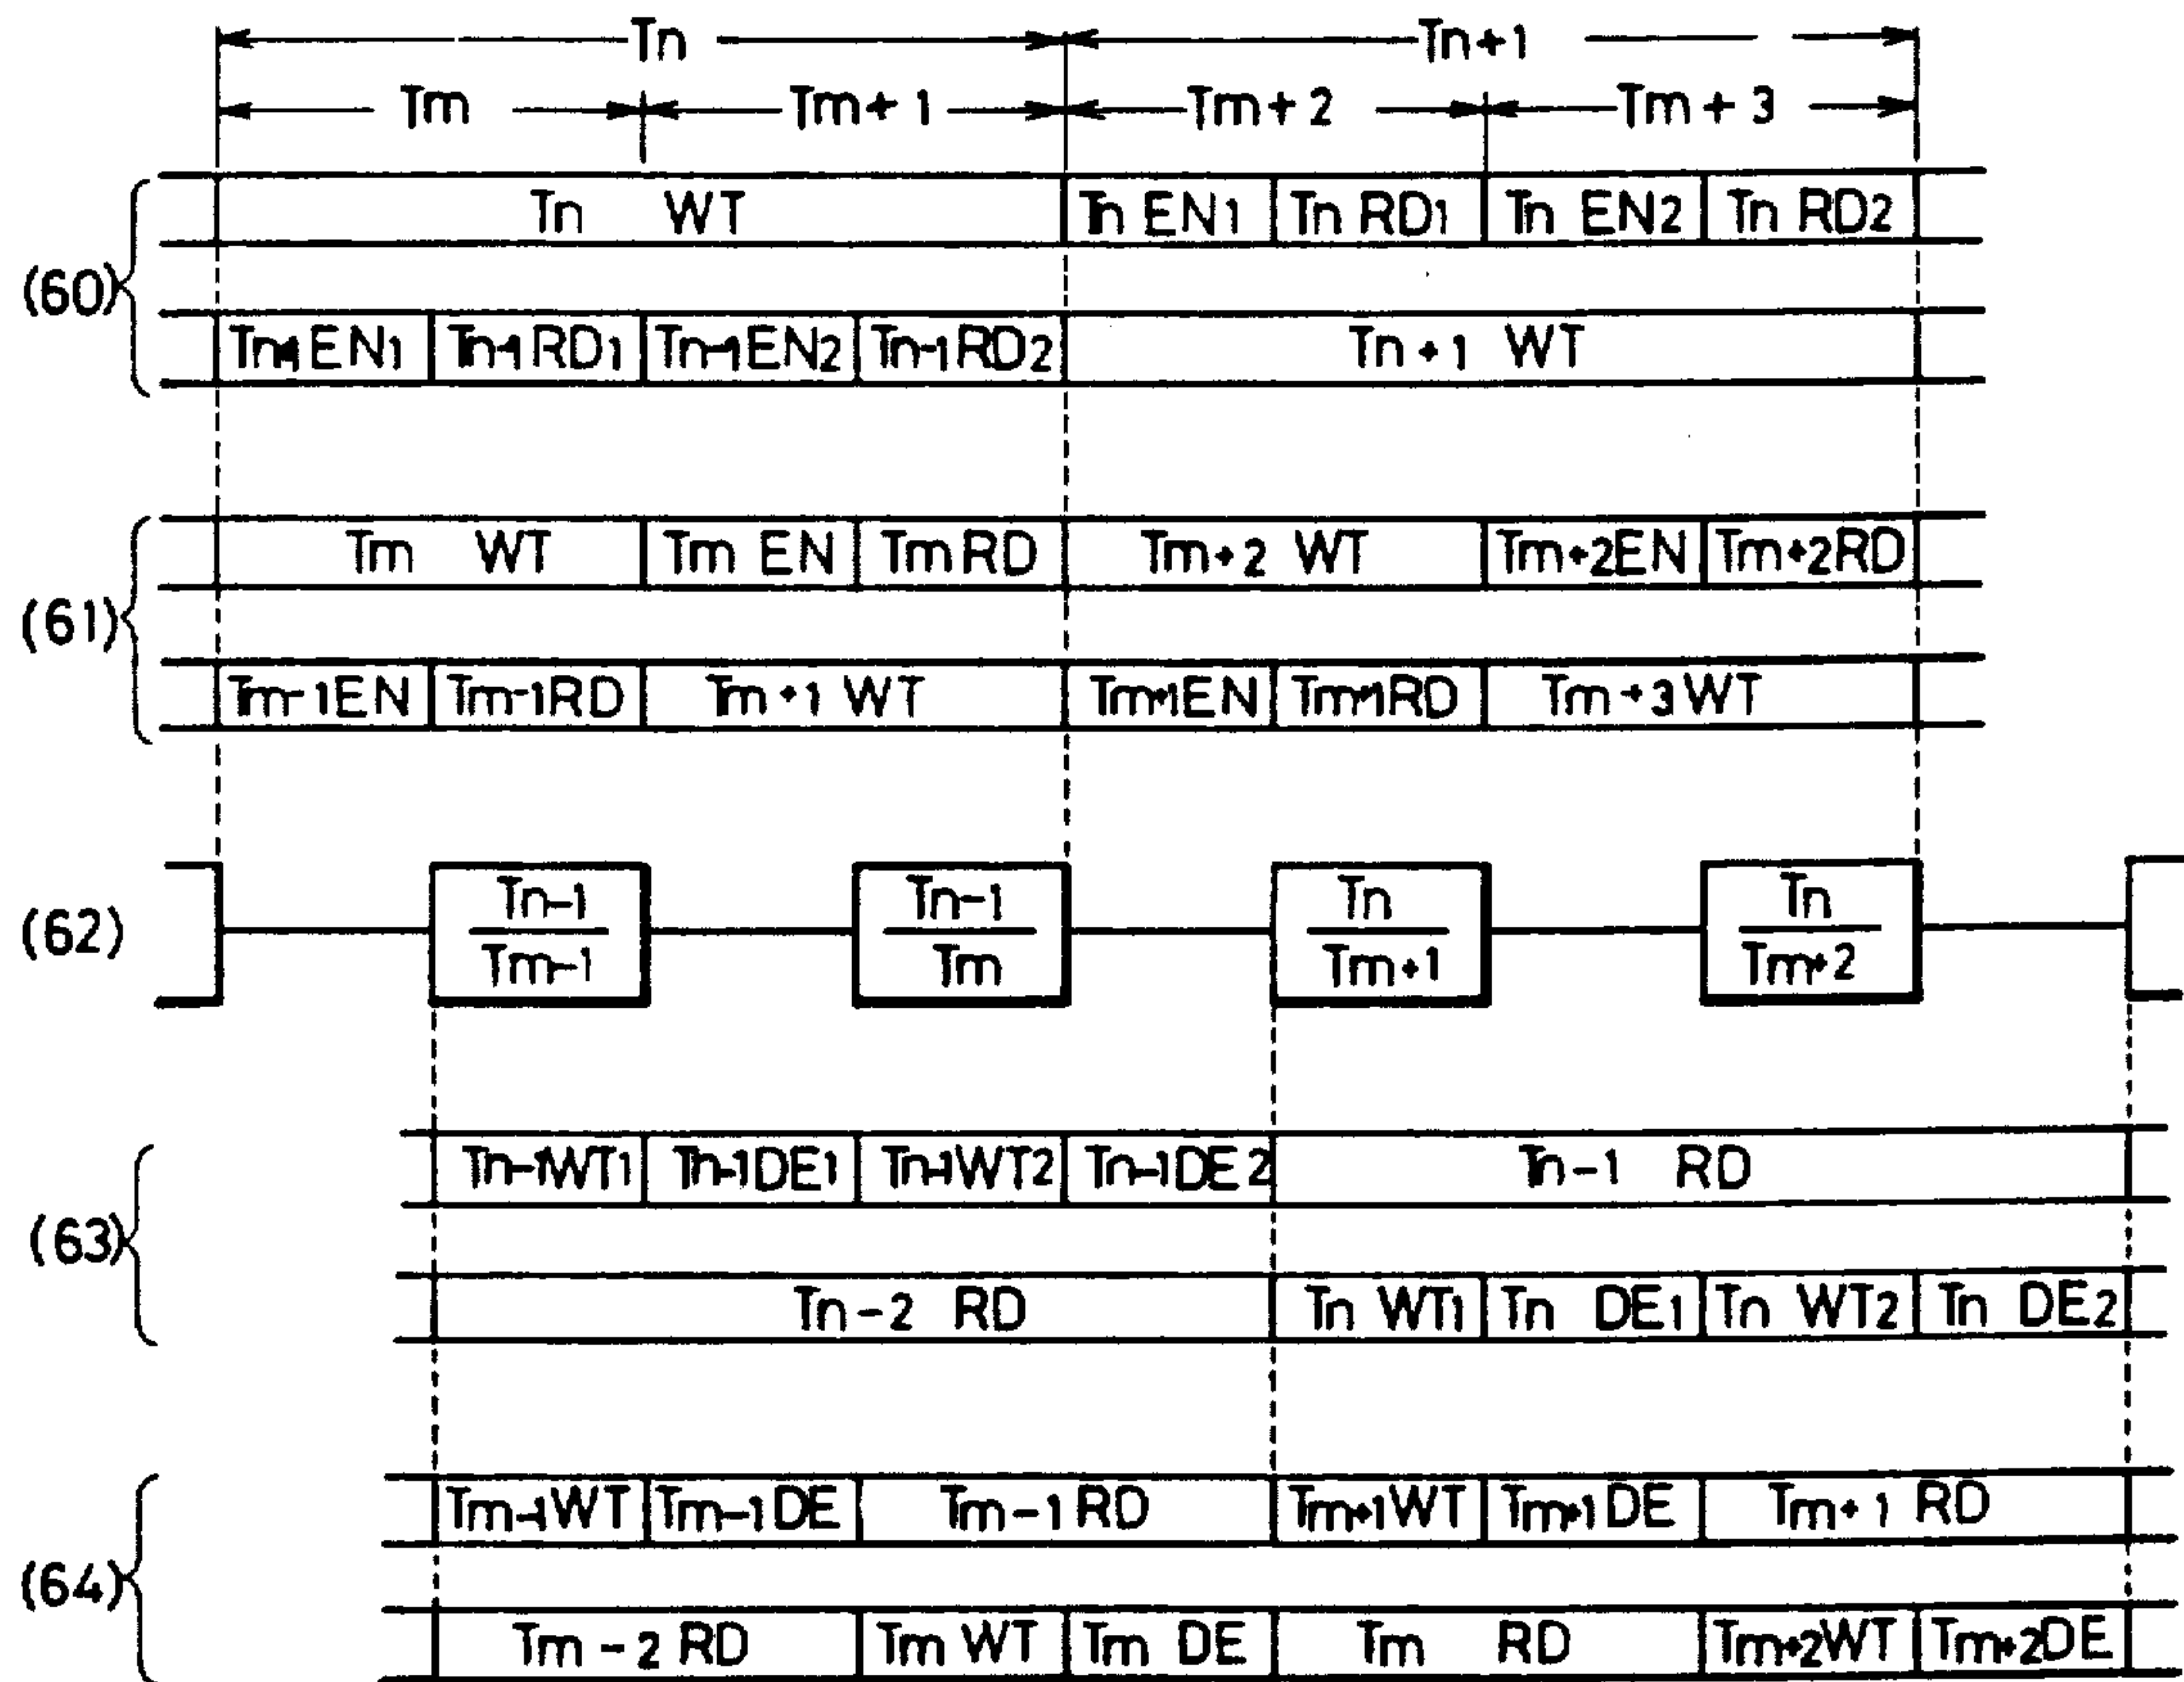 Tn Tn+1
Tm Tm+1 Tm+2 Tm+3
(60)
Tn WT Tn EN1 Tn RD1 Tn EN2 Tn RD2
Tn-1 EN1 Tn-1 RD1 Tn-1 EN2 Tn-1 RD2 Tn+1 WT
(61)
Tm WT Tm EN Tm RD Tm+2 WT Tm+2 EN Tm+2 RD
Tm-1 EN Tm-1 RD Tm+1 WT Tm+1 EN Tm+1 RD Tm+3 WT
(62)
Tn-1 Tn-1 Tn Tn
Tm-1 Tm Tm+1 Tm+2
(63)
Tn-1 WT1 Tn-1 DE1 Tn-1 WT2 Tn-1 DE2 Tn-1 RD
Tn-2 RD Tn WT1 Tn DE1 Tn WT2 Tn DE2
(64)
Tm-1 WT Tm-1 DE Tm-1 RD Tm+1 WT Tm+1 DE Tm+1 RD
Tm-2 RD Tm WT Tm DE Tm RD Tm+2 WT Tm+2 DE